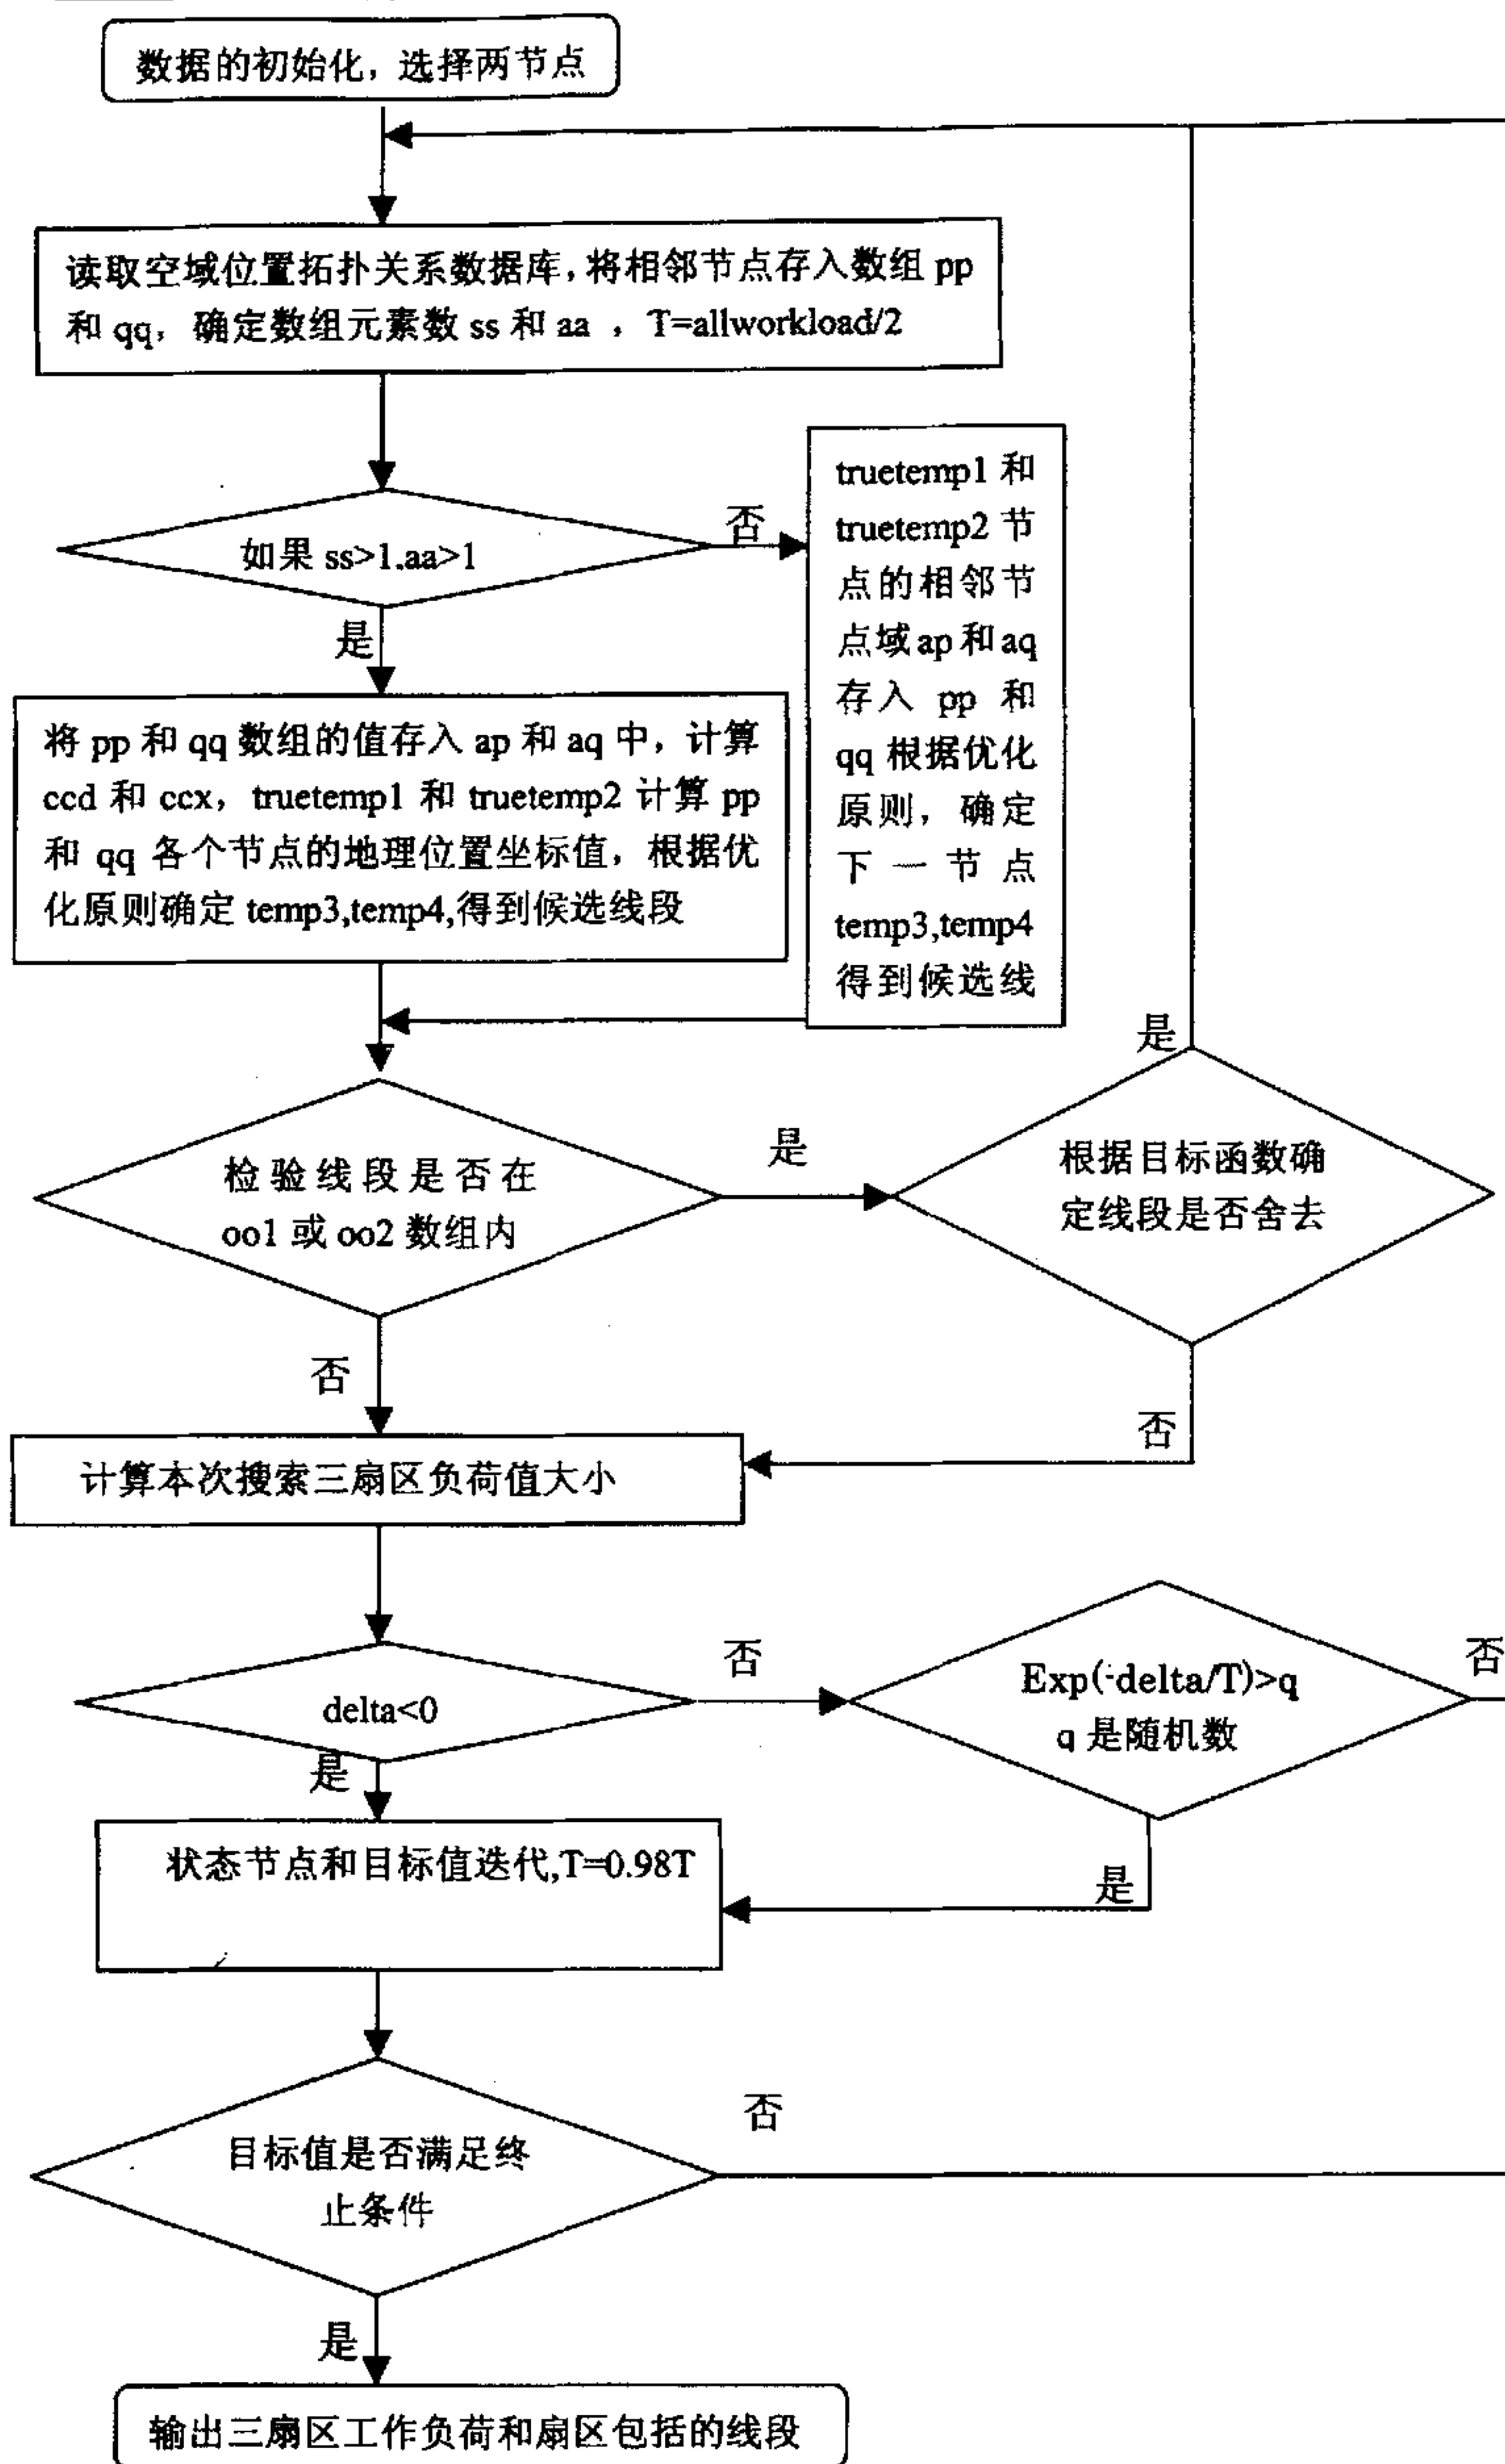 数据的初始化，选择两节点
读取空域位置拓扑关系数据库，将相邻节点存入数组 pp
和 qq， 确定数组元素数 ss 和 aa ，T=allworkload/2
如果 ss>1.aa>1
否
是
truetemp1 和
truetemp2 节
点的相邻节
点域 ap 和 aq
存入 pp 和
qq 根据优化
原则，确定
下一节点
temp3,temp4
得到候选线
将 pp 和 qq 数组的值存入 ap 和 aq 中，计算
ccd 和 ccx，truetemp1 和 truetemp2 计算 pp
和 qq 各个节点的地理位置坐标值，根据优
化原则确定 temp3,temp4,得到候选线段
检验线段是否在
oo1 或 oo2 数组内
是
否
根据目标函数确
定线段是否舍去
是
否
计算本次搜索三扇区负荷值大小
delta<0
否
是
Exp(-delta/T)>q
q 是随机数
否
是
状态节点和目标值迭代,T=0.98T
目标值是否满足终
止条件
否
是
输出三扇区工作负荷和扇区包括的线段